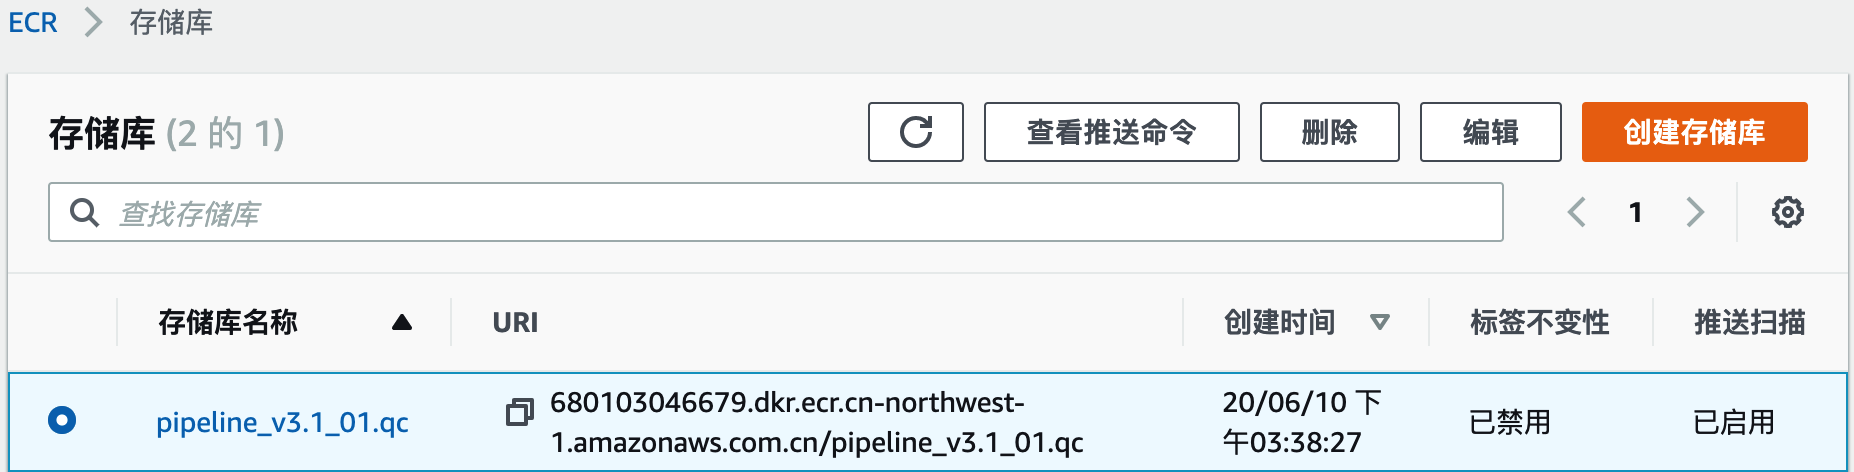 ECR 存储库
存储库 (2 的 1) 查看推送命令 删除 编辑 创建存储库
查找存储库 1
存储库名称 URI 创建时间 标签不变性 推送扫描
pipeline_v3.1_01.qc 680103046679.dkr.ecr.cn-northwest- 20/06/10 下 已禁用 已启用
1.amazonaws.com.cn/pipeline_v3.1_01.qc 午03:38:27